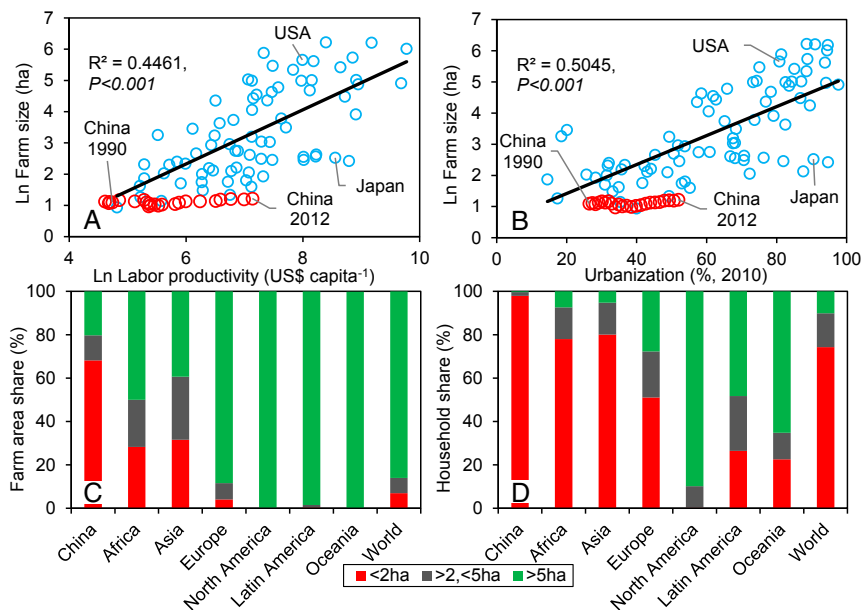 Ln Farm size (ha)
7
6
5
4
3
2
1
0
R² = 0.4461,
P<0.001
USA
China
1990
Japan
China
2012
A
4
6
8
10
Ln Labor productivity (US$ capita⁻¹)
Ln Farm size (ha)
7
6
5
4
3
2
1
0
R² = 0.5045,
P<0.001
USA
China
1990
Japan
China
2012
B
0
20
40
60
80
100
Urbanization (%, 2010)
Farm area share (%)
100
80
60
40
20
0
C
China
Africa
Asia
Europe
North America
Latin America
Oceania
World
Household share (%)
100
80
60
40
20
0
D
China
Africa
Asia
Europe
North America
Latin America
Oceania
World
<2ha
>2,<5ha
>5ha